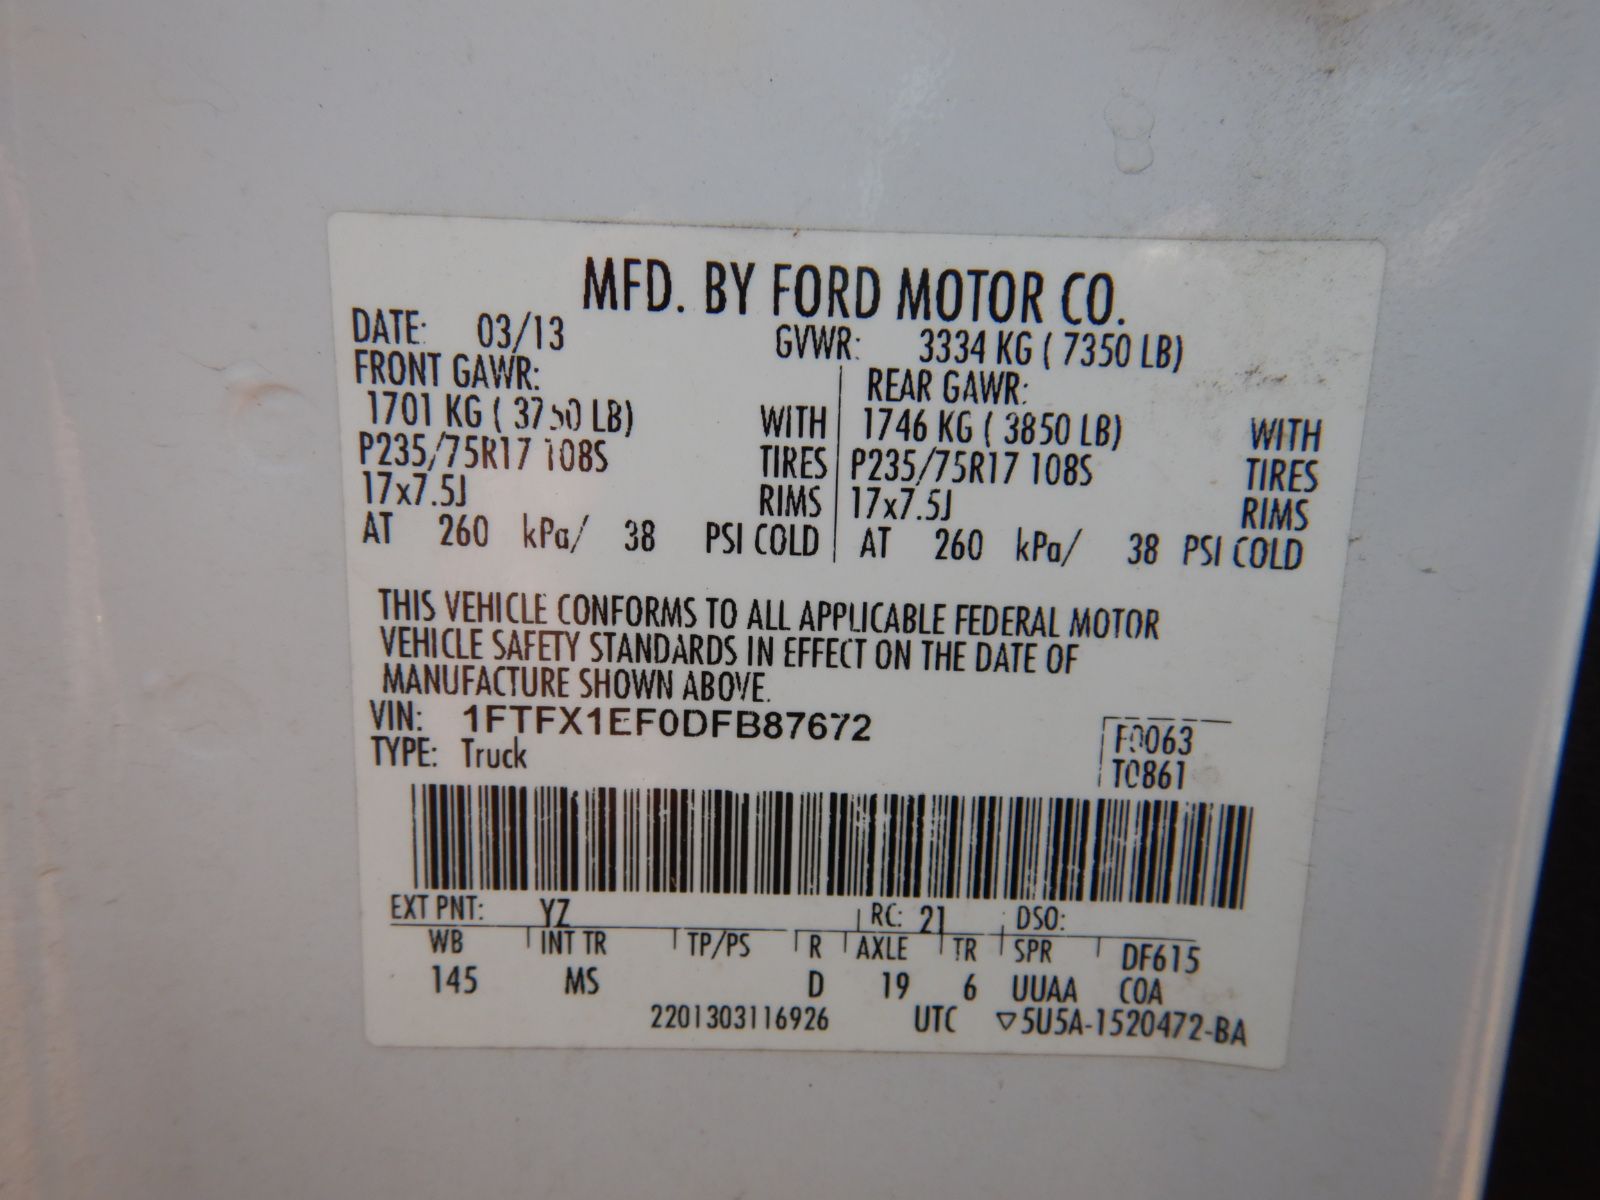 MFD. BY FORD MOTOR CO.
DATE: 03/13 GVWR: 3334 KG ( 7350 LB)
FRONT GAWR: REAR GAWR:
1701 KG ( 3750 LB) WITH 1746 KG ( 3850 LB) WITH
P235/75R17 108S TIRES P235/75R17 108S TIRES
17x7.5J RIMS 17x7.5J RIMS
AT 260 kPa/ 38 PSI COLD AT 260 kPa/ 38 PSI COLD
THIS VEHICLE CONFORMS TO ALL APPLICABLE FEDERAL MOTOR
VEHICLE SAFETY STANDARDS IN EFFECT ON THE DATE OF
MANUFACTURE SHOWN ABOVE.
VIN: 1FTFX1EF0DFB87672 F0063
TYPE: Truck T0861
EXT PNT: YZ RC: 21 DSO:
WB INT TR TP/PS R AXLE TR SPR DF615
145 MS D 19 6 UUAA COA
2201303116926 UTC ▽5U5A-1520472-BA